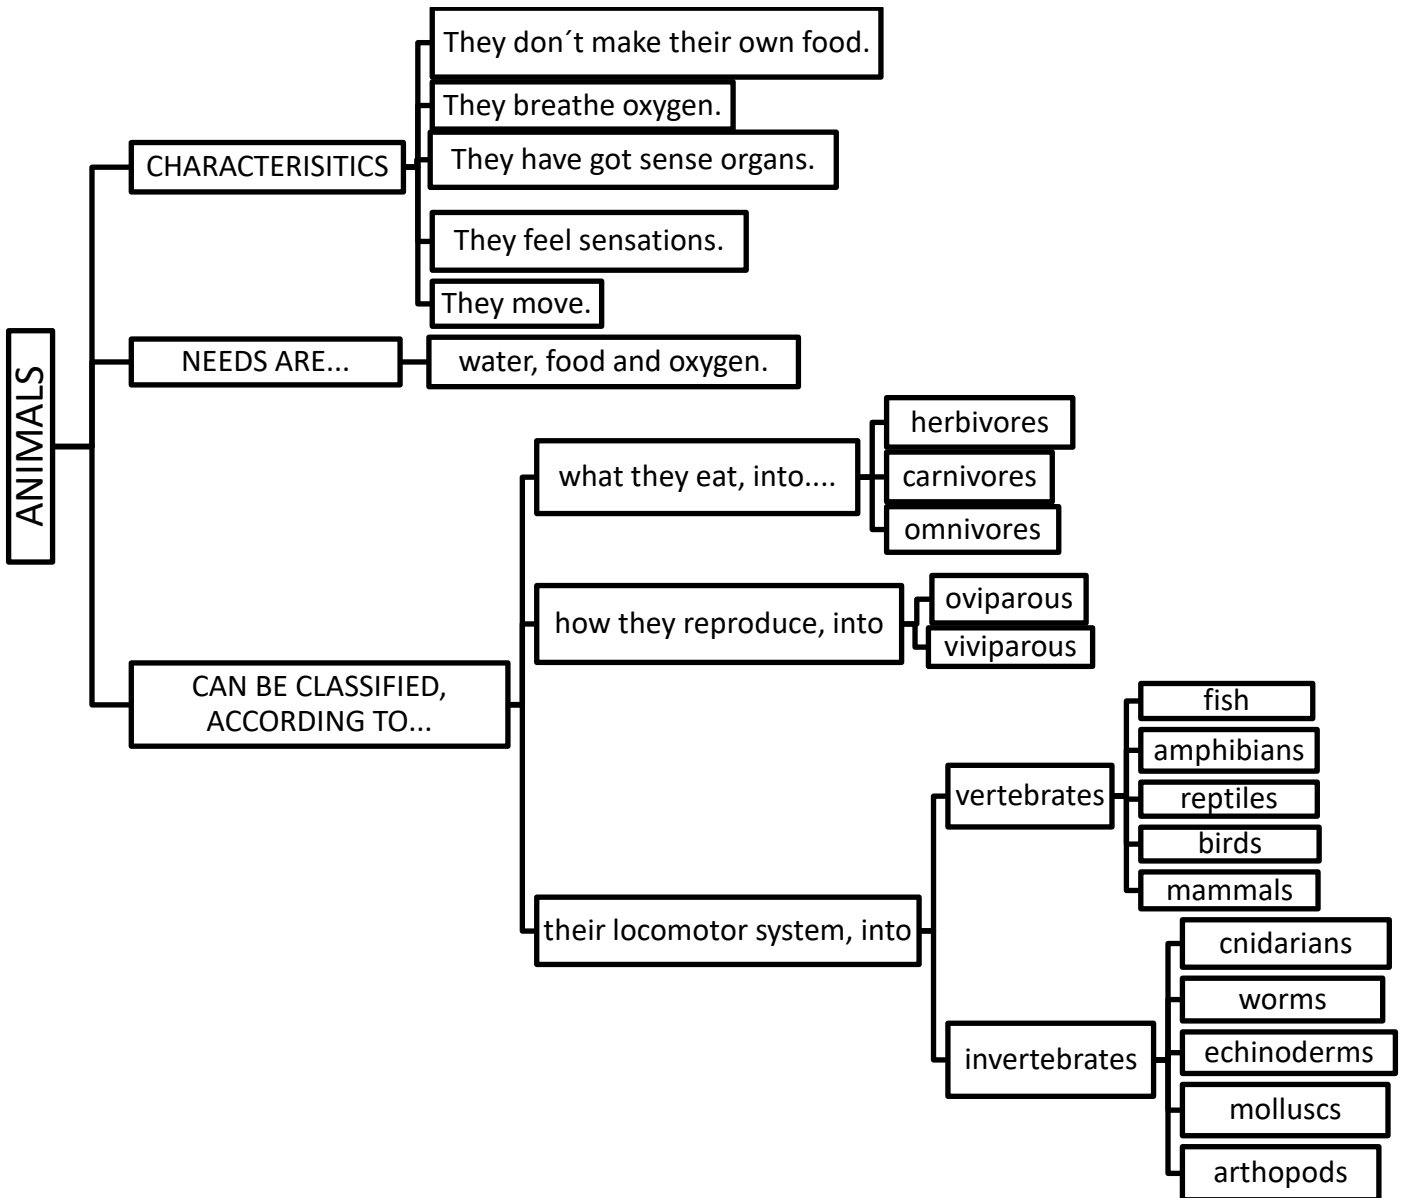 ANIMALS
CHARACTERISITICS
They don´t make their own food.
They breathe oxygen.
They have got sense organs.
They feel sensations.
They move.
NEEDS ARE...
water, food and oxygen.
CAN BE CLASSIFIED,
ACCORDING TO...
what they eat, into....
herbivores
carnivores
omnivores
how they reproduce, into
oviparous
viviparous
their locomotor system, into
vertebrates
fish
amphibians
reptiles
birds
mammals
invertebrates
cnidarians
worms
echinoderms
molluscs
arthopods